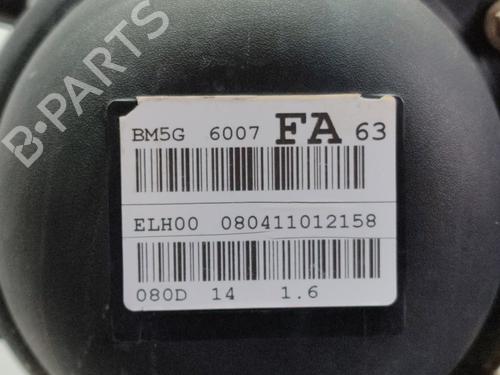 B-PARTS
BM5G 6007 FA 63
ELH00 080411012158
080D 14 1.6